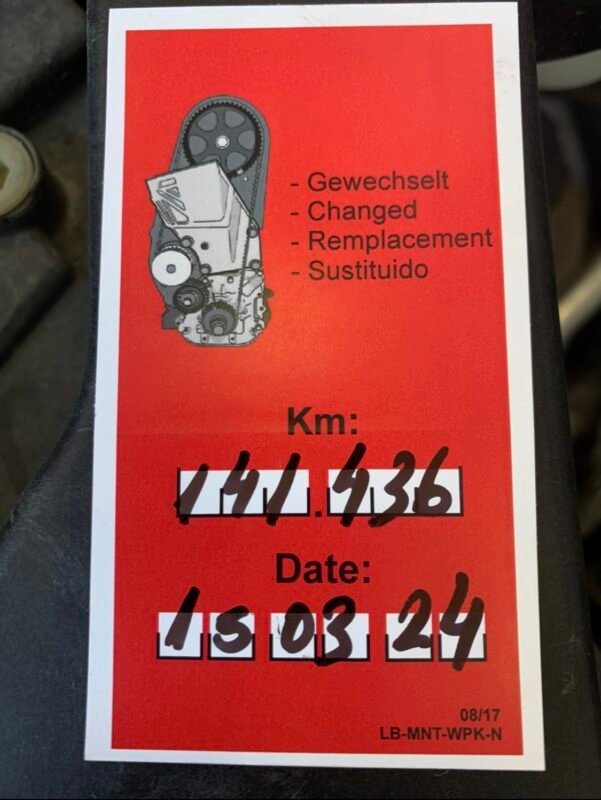 - Gewechselt
- Changed
- Remplacement
- Sustituido
Km:
141.436
Date:
15 03 24
08/17
LB-MNT-WPK-N